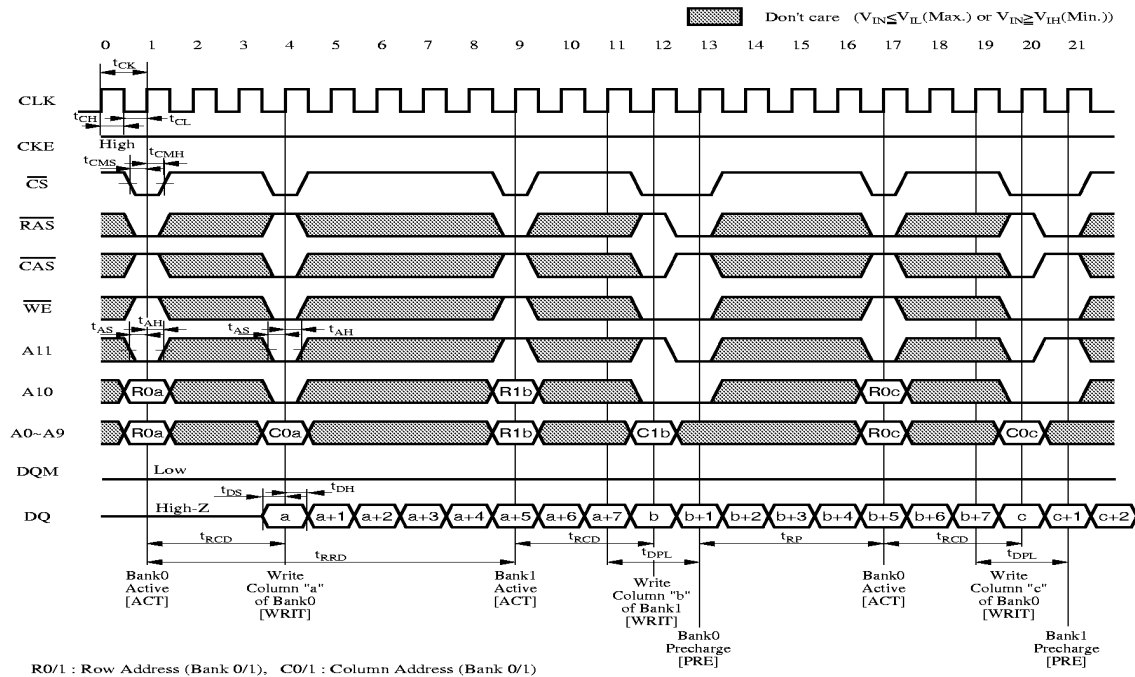 Don't care (VIN≦VIL(Max.) or VIN≧VIH(Min.))
0 1 2 3 4 5 6 7 8 9 10 11 12 13 14 15 16 17 18 19 20 21
tCK
CLK
tCH tCL
CKE High
tCMS tCMH
CS
RAS
CAS
WE
tAS tAH tAS tAH
A11
A10 R0a R1b R0c
A0~A9 R0a C0a R1b C1b R0c C0c
DQM Low
tDS tDH
DQ High-Z a a+1 a+2 a+3 a+4 a+5 a+6 a+7 b b+1 b+2 b+3 b+4 b+5 b+6 b+7 c c+1 c+2
tRCD tRCD tRP tRCD
tRRD tDPL tDPL
Bank0
Active
[ACT]
Write
Column "a"
of Bank0
[WRIT]
Bank1
Active
[ACT]
Write
Column "b"
of Bank1
[WRIT]
Bank0
Precharge
[PRE]
Bank0
Active
[ACT]
Write
Column "c"
of Bank0
[WRIT]
Bank1
Precharge
[PRE]
R0/1 : Row Address (Bank 0/1), C0/1 : Column Address (Bank 0/1)